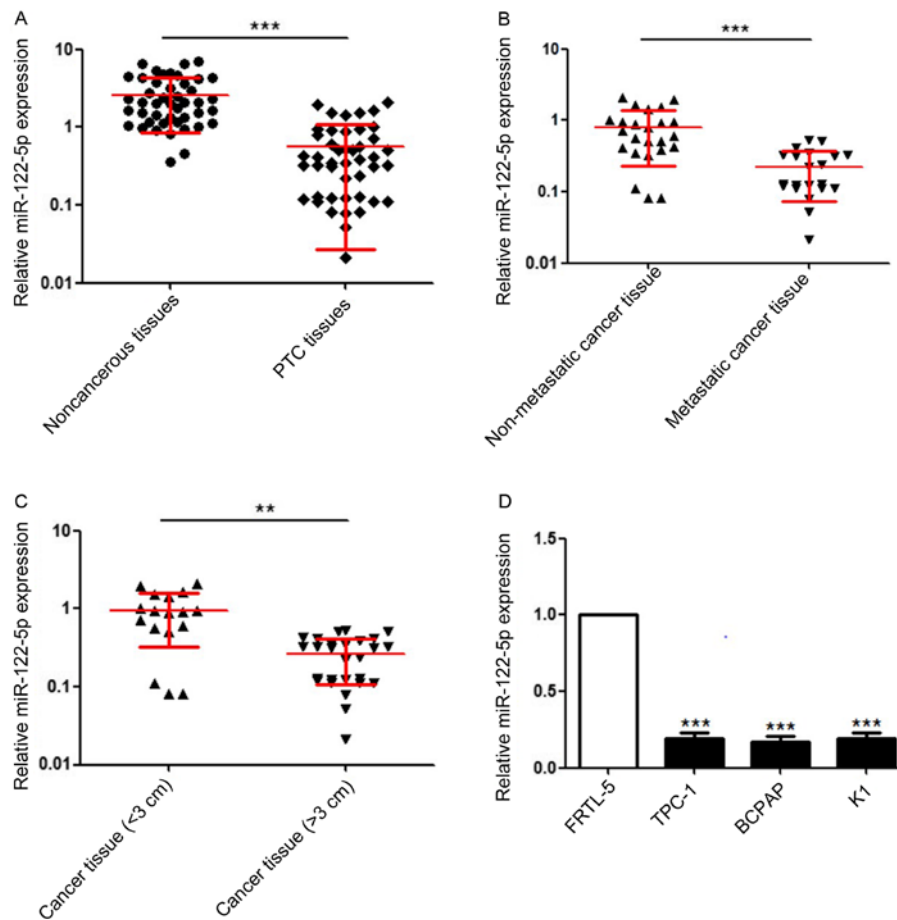 A
***
Relative miR-122-5p expression
10
1
0.1
0.01
Noncancerous tissues
PTC tissues
B
***
Relative miR-122-5p expression
10
1
0.1
0.01
Non-metastatic cancer tissue
Metastatic cancer tissue
C
**
Relative miR-122-5p expression
10
1
0.1
0.01
Cancer tissue (<3 cm)
Cancer tissue (>3 cm)
D
Relative miR-122-5p expression
1.5
1.0
0.5
0.0
***
***
***
FRTL-5
TPC-1
BCPAP
K1